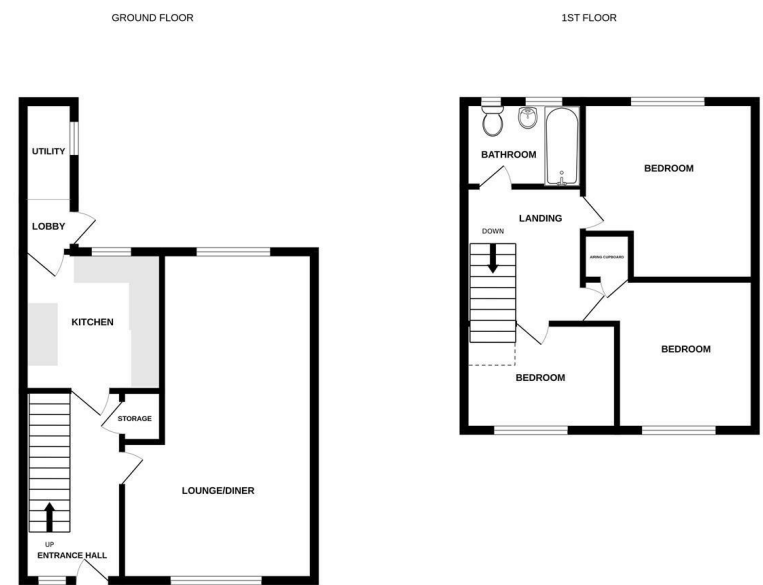 GROUND FLOOR
1ST FLOOR
UTILITY
LOBBY
KITCHEN
STORAGE
LOUNGE/DINER
UP
ENTRANCE HALL
BATHROOM
BEDROOM
LANDING
DOWN
AIRING CUPBOARD
BEDROOM
BEDROOM